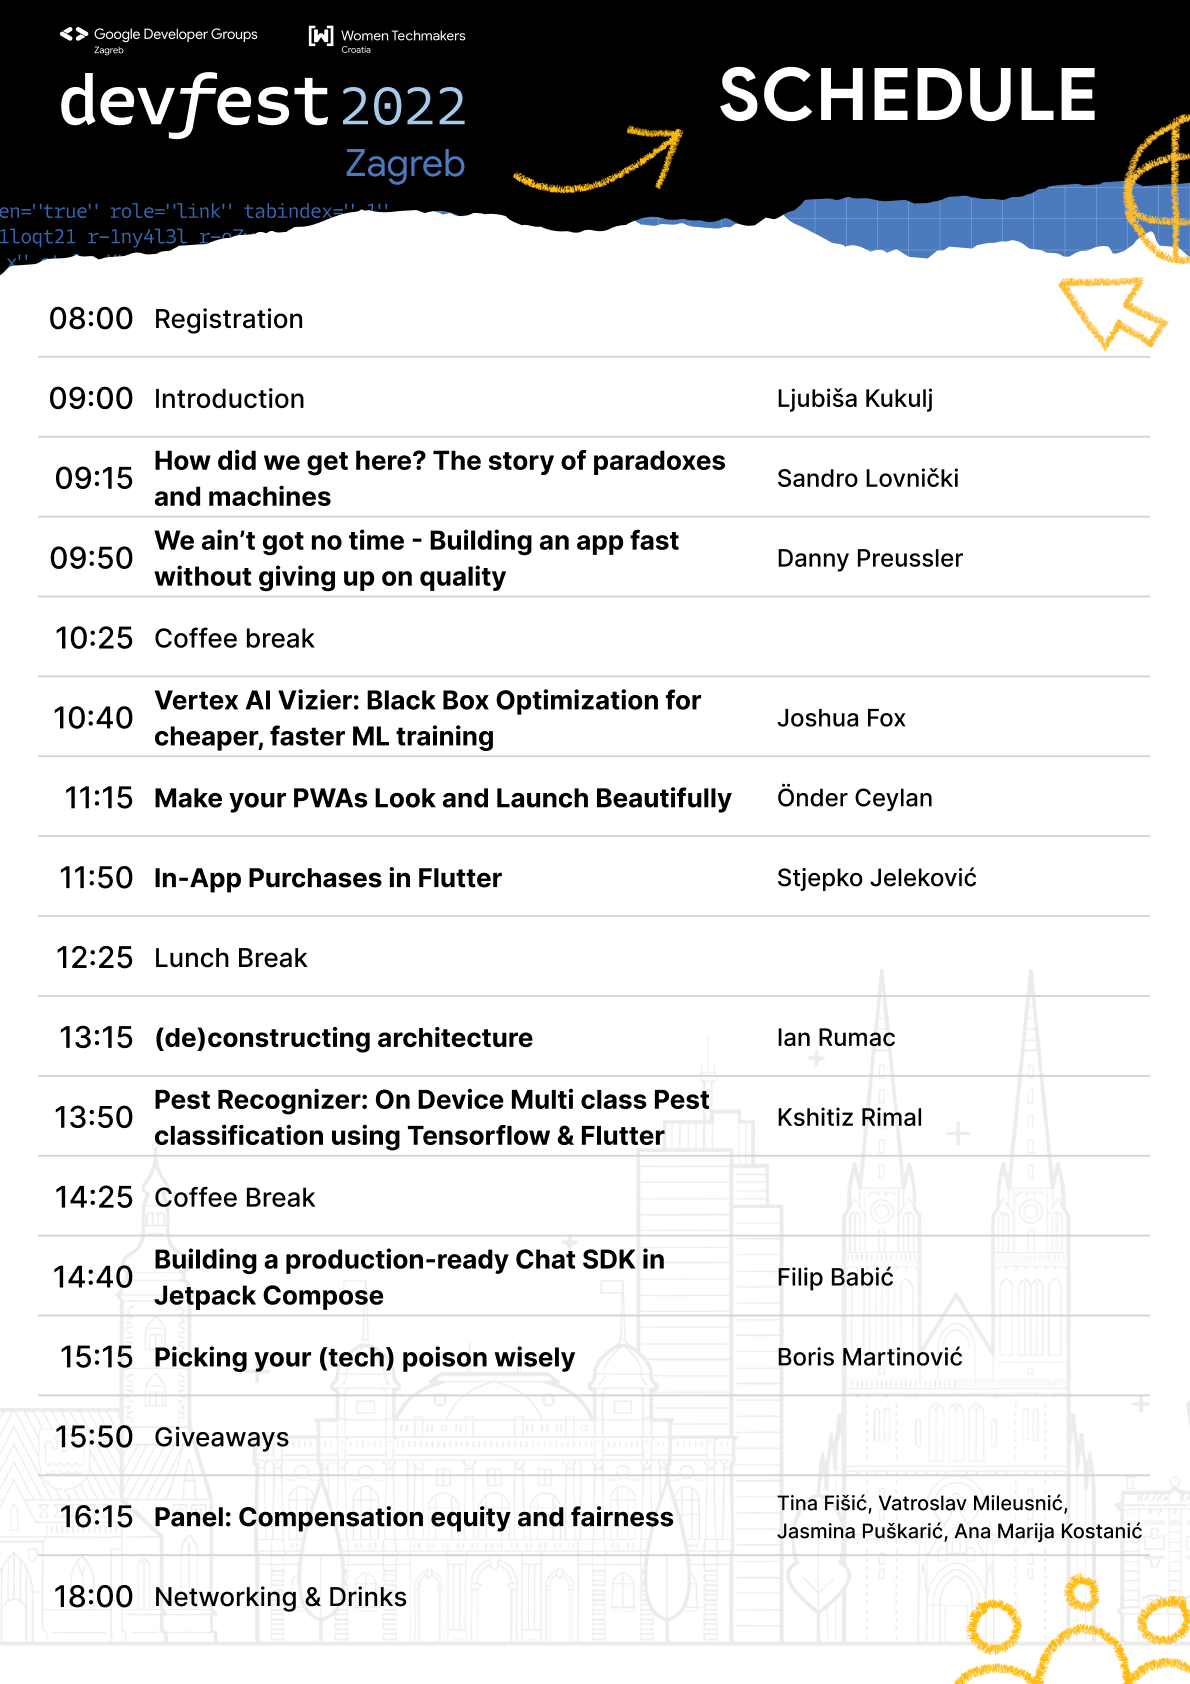 Google Developer Groups
Zagreb
Women Techmakers
Croatia
devfest 2022
Zagreb
SCHEDULE
en="true" role="link" tabindex="-1"
1loqt21 r-1ny4l3l
08:00 Registration
09:00 Introduction Ljubiša Kukulj
09:15 How did we get here? The story of paradoxes
and machines Sandro Lovnički
09:50 We ain’t got no time - Building an app fast
without giving up on quality Danny Preussler
10:25 Coffee break
10:40 Vertex AI Vizier: Black Box Optimization for
cheaper, faster ML training Joshua Fox
11:15 Make your PWAs Look and Launch Beautifully Önder Ceylan
11:50 In-App Purchases in Flutter Stjepko Jeleković
12:25 Lunch Break
13:15 (de)constructing architecture Ian Rumac
13:50 Pest Recognizer: On Device Multi class Pest
classification using Tensorflow & Flutter Kshitiz Rimal
14:25 Coffee Break
14:40 Building a production-ready Chat SDK in
Jetpack Compose Filip Babić
15:15 Picking your (tech) poison wisely Boris Martinović
15:50 Giveaways
16:15 Panel: Compensation equity and fairness Tina Fišić, Vatroslav Mileusnić,
Jasmina Puškarić, Ana Marija Kostanić
18:00 Networking & Drinks